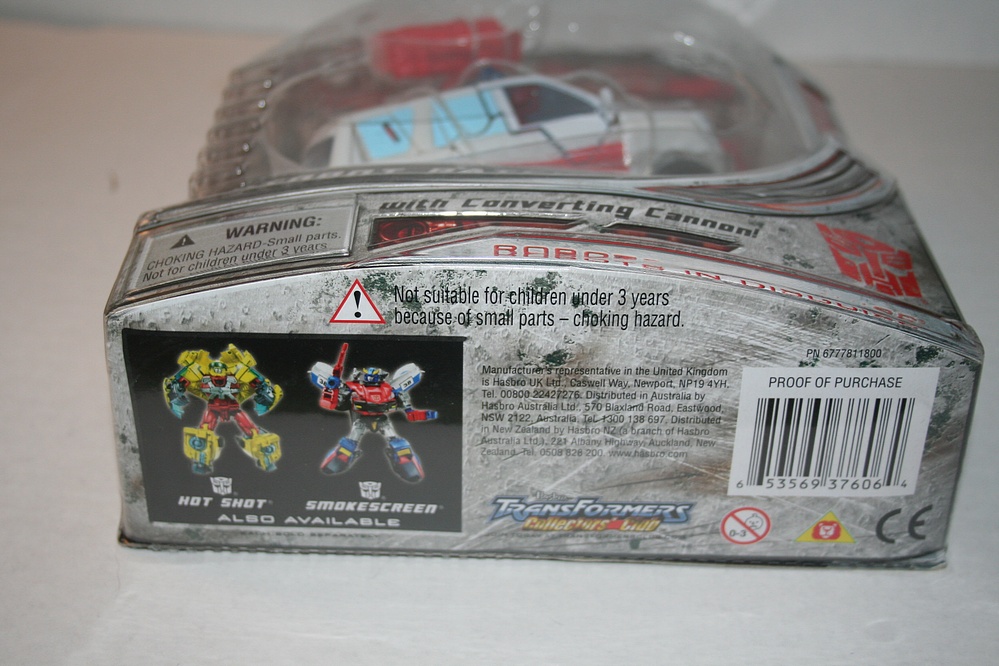 with Converting Cannon!
WARNING:
CHOKING HAZARD-Small parts.
Not for children under 3 years
ROBOTS IN DISGUISE
Not suitable for children under 3 years
because of small parts – choking hazard.
PN 6777811800
Manufacturer's representative in the United Kingdom
is Hasbro UK Ltd., Caswell Way, Newport, NP19 4YH.
Tel. 00800 22427276. Distributed in Australia by
Hasbro Australia Ltd., 570 Blaxland Road, Eastwood,
NSW 2122, Australia. Tel. 1300 138 697. Distributed
in New Zealand by Hasbro NZ (a branch of Hasbro
Australia Ltd.), 221 Albany Highway, Auckland, New
Zealand. Tel. 0508 828 200. www.hasbro.com
PROOF OF PURCHASE
6 53569 37606 4
HOT SHOT
SMOKESCREEN
ALSO AVAILABLE
TRANSFORMERS
Collectors' Club
0-3
CE